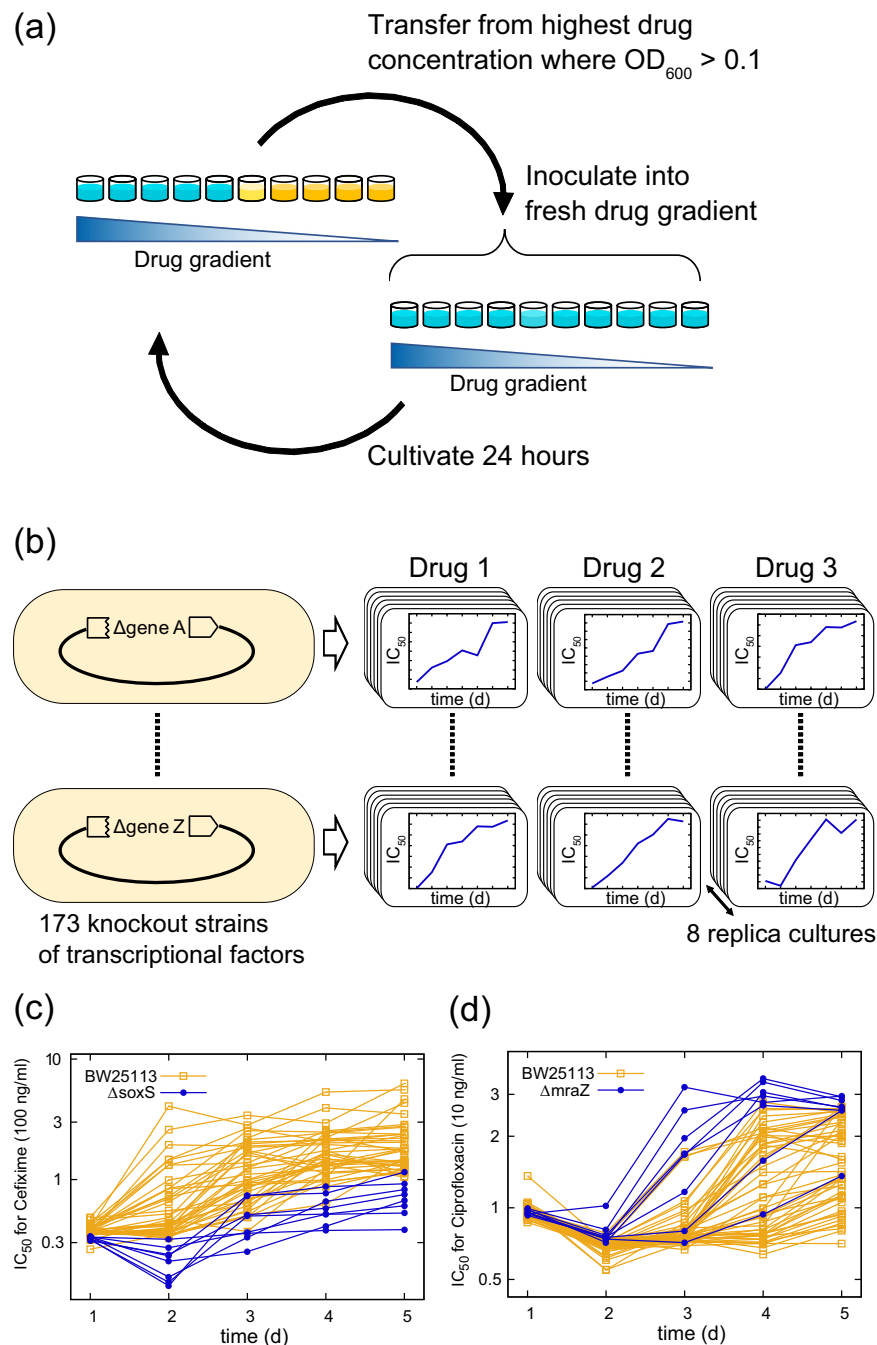 (a)
Transfer from highest drug
concentration where OD600 > 0.1
Inoculate into
fresh drug gradient
Drug gradient
Drug gradient
Cultivate 24 hours
(b)
Drug 1
Drug 2
Drug 3
Δgene A
IC50
time (d)
IC50
time (d)
IC50
time (d)
Δgene Z
IC50
time (d)
IC50
time (d)
IC50
time (d)
173 knockout strains
of transcriptional factors
8 replica cultures
(c)
IC50 for Cefixime (100 ng/ml)
10
3
1
0.3
BW25113
ΔsoxS
1 2 3 4 5
time (d)
(d)
IC50 for Ciprofloxacin (10 ng/ml)
3
2
1
0.5
BW25113
ΔmraZ
1 2 3 4 5
time (d)